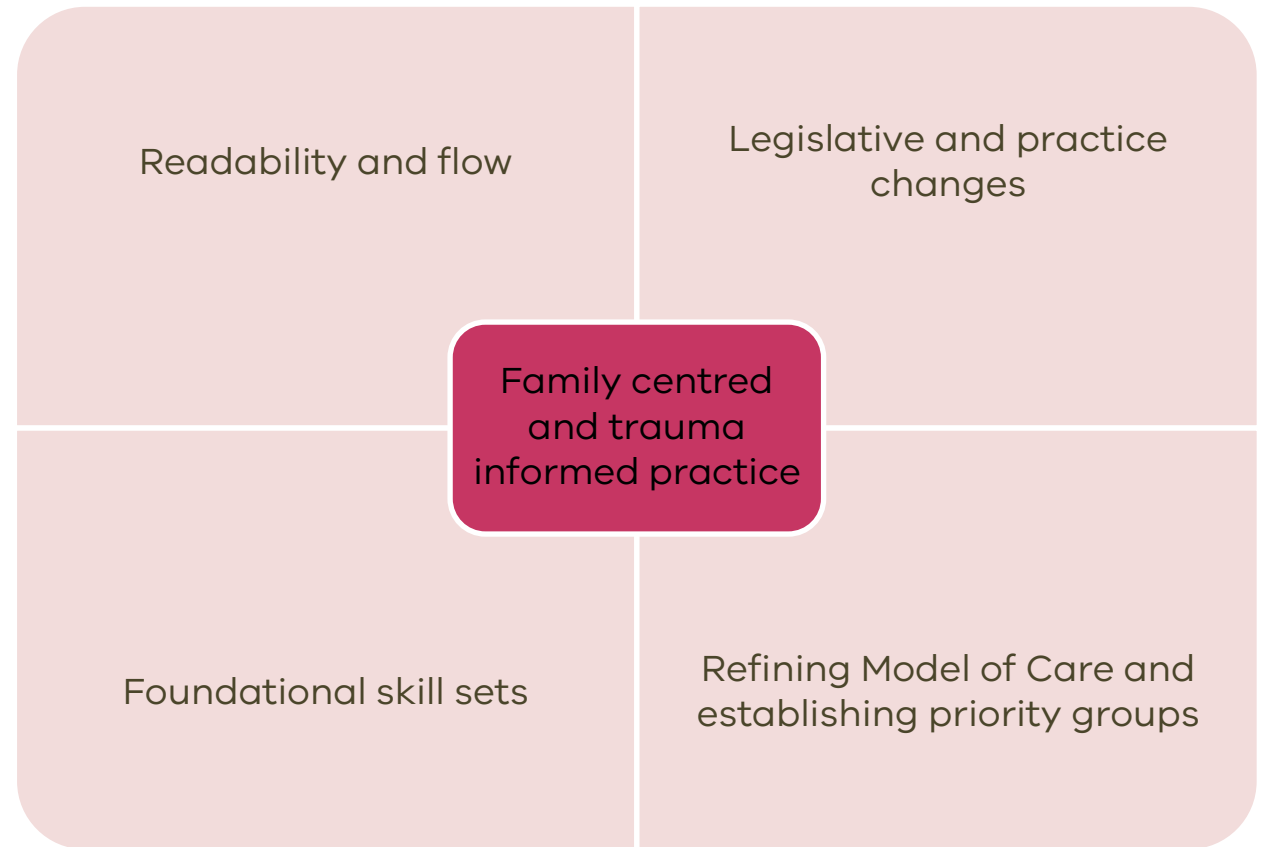 Readability and flow
Legislative and practice
changes
Family centred
and trauma
informed practice
Foundational skill sets
Refining Model of Care and
establishing priority groups